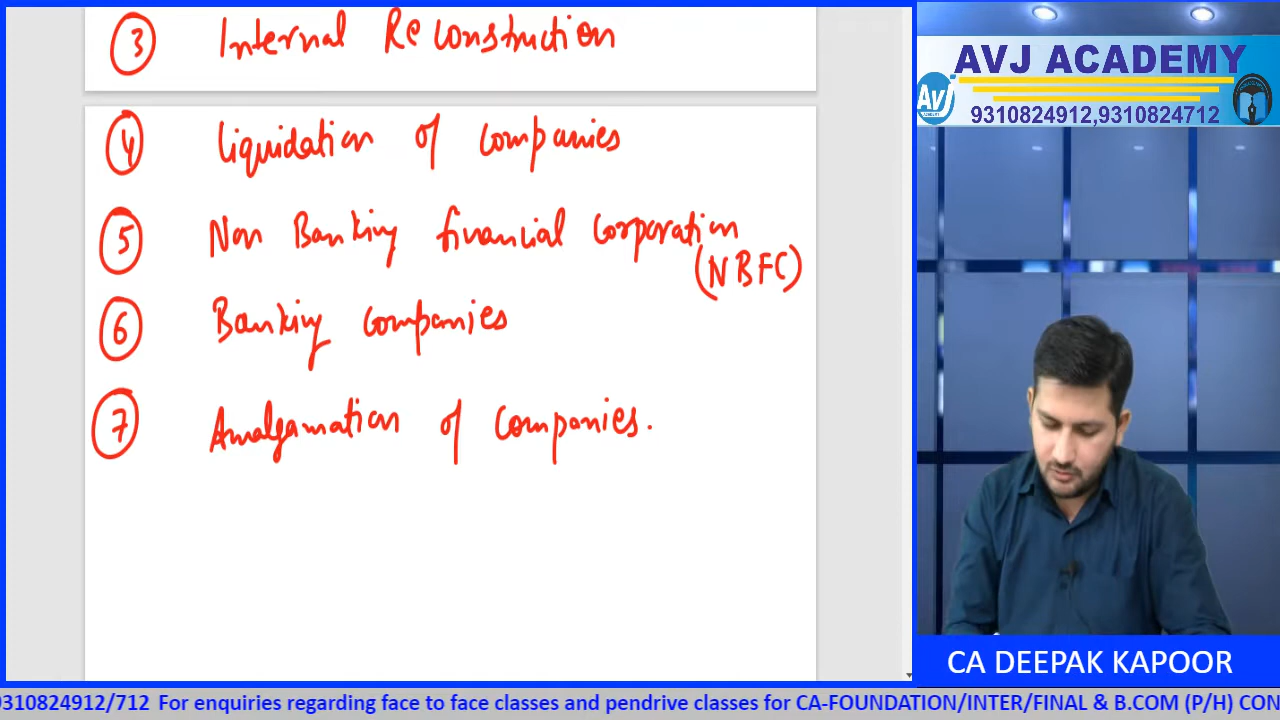 3 Internal Reconstruction
4 Liquidation of Companies
5 Non Banking financial Corporation
(NBFC)
6 Banking Companies
7 Amalgamation of Companies.
AVJ ACADEMY
AVJ
9310824912,9310824712
CA DEEPAK KAPOOR
9310824912/712 For enquiries regarding face to face classes and pendrive classes for CA-FOUNDATION/INTER/FINAL & B.COM (P/H) CON